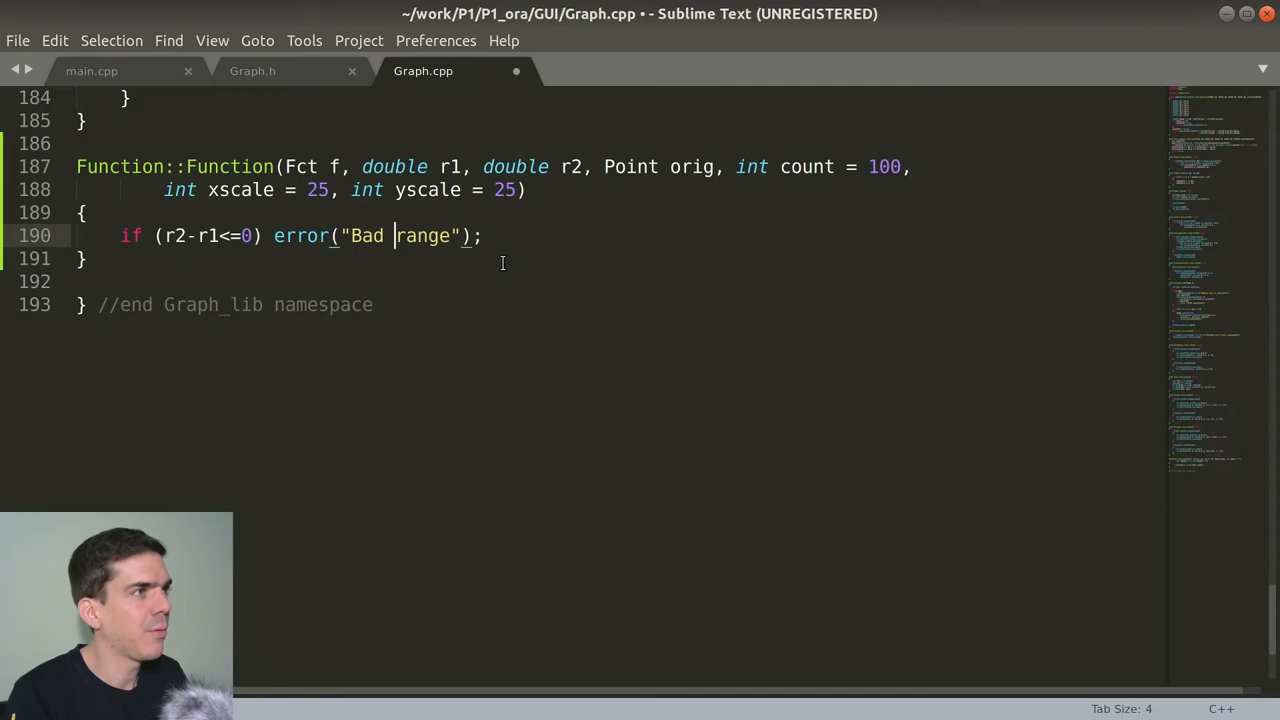 ~/work/P1/P1_ora/GUI/Graph.cpp • - Sublime Text (UNREGISTERED)
File Edit Selection Find View Goto Tools Project Preferences Help
main.cpp × Graph.h × Graph.cpp
184 }
185 }
186
187 Function::Function(Fct f, double r1, double r2, Point orig, int count = 100,
188 int xscale = 25, int yscale = 25)
189 {
190 if (r2-r1<=0) error("Bad range");
191 }
192
193 } //end Graph_lib namespace
Tab Size: 4 C++